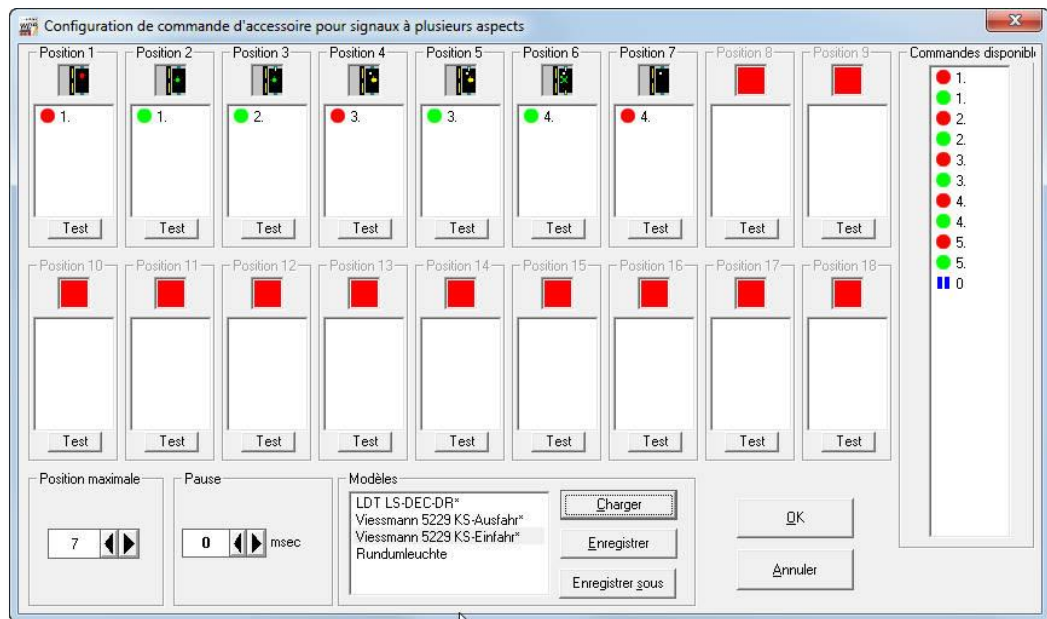 Configuration de commande d'accessoire pour signaux à plusieurs aspects
Position 1 Position 2 Position 3 Position 4 Position 5 Position 6 Position 7 Position 8 Position 9 Commandes disponibl
1. 1. 2. 3. 3. 4. 4.
Test Test Test Test Test Test Test Test Test
1.
1.
2.
2.
3.
3.
4.
4.
5.
5.
0
Position 10 Position 11 Position 12 Position 13 Position 14 Position 15 Position 16 Position 17 Position 18
Test Test Test Test Test Test Test Test Test
Position maximale
7
Pause
0 msec
Modèles
LDT LS-DEC-DR*
Viessmann 5229 KS-Ausfahr*
Viessmann 5229 KS-Einfahr*
Rundumleuchte
Charger
Enregistrer
Enregistrer sous
OK
Annuler